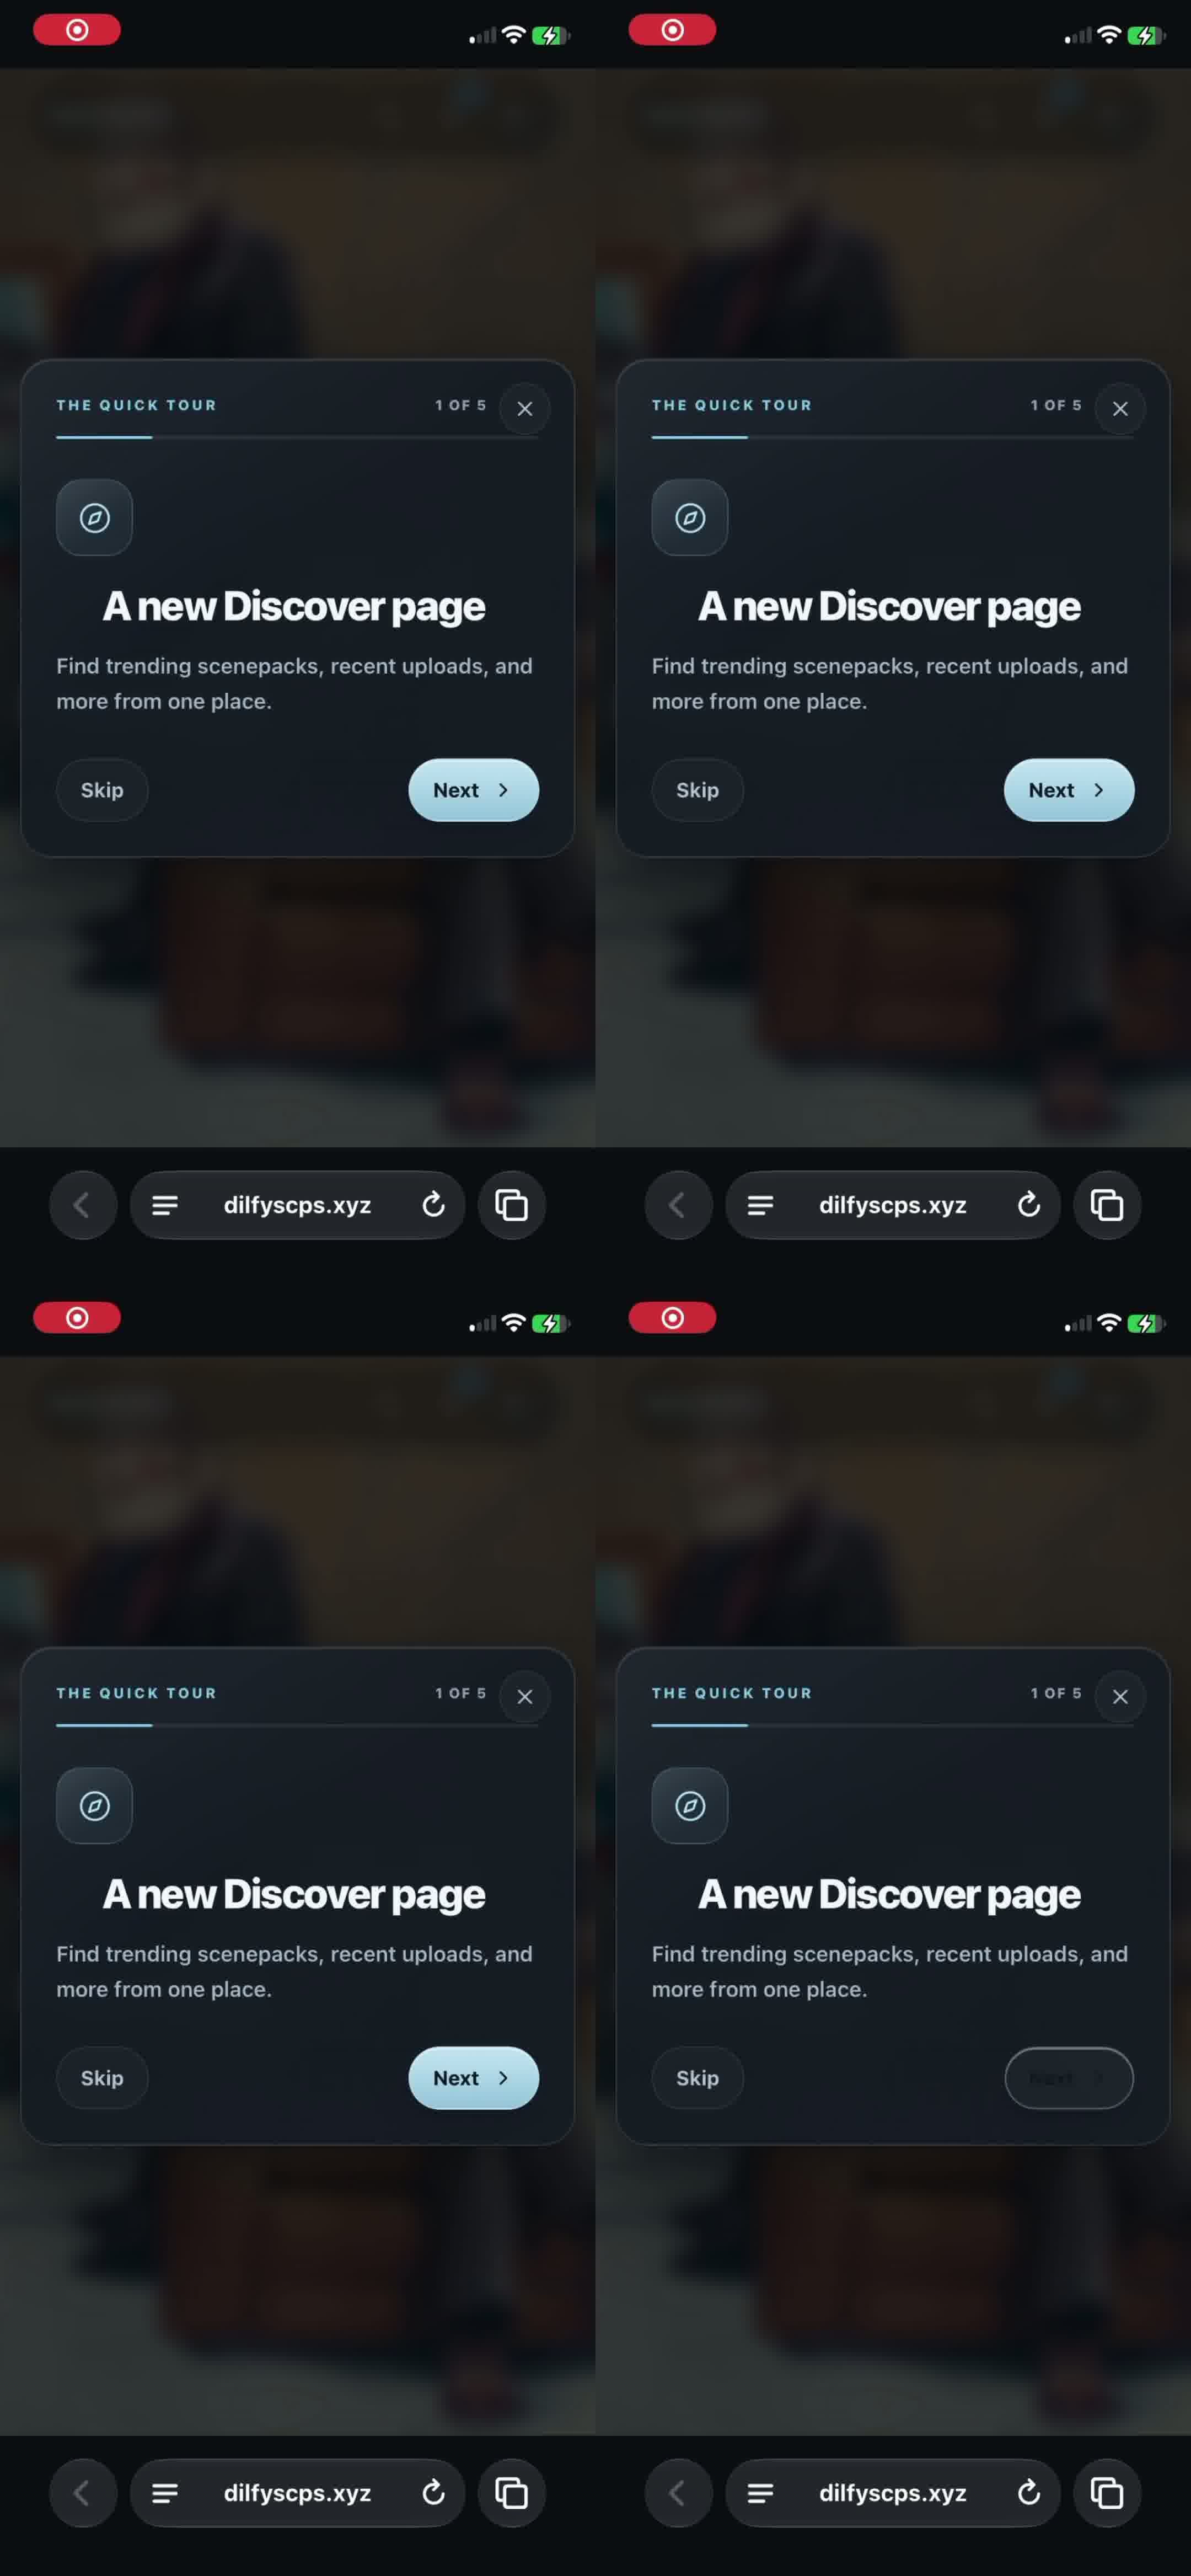 THE QUICK TOUR
1 OF 5
A new Discover page
Find trending scenepacks, recent uploads, and
more from one place.
Skip
Next
dilfyscps.xyz
THE QUICK TOUR
1 OF 5
A new Discover page
Find trending scenepacks, recent uploads, and
more from one place.
Skip
Next
dilfyscps.xyz
THE QUICK TOUR
1 OF 5
A new Discover page
Find trending scenepacks, recent uploads, and
more from one place.
Skip
Next
dilfyscps.xyz
THE QUICK TOUR
1 OF 5
A new Discover page
Find trending scenepacks, recent uploads, and
more from one place.
Skip
Next
dilfyscps.xyz